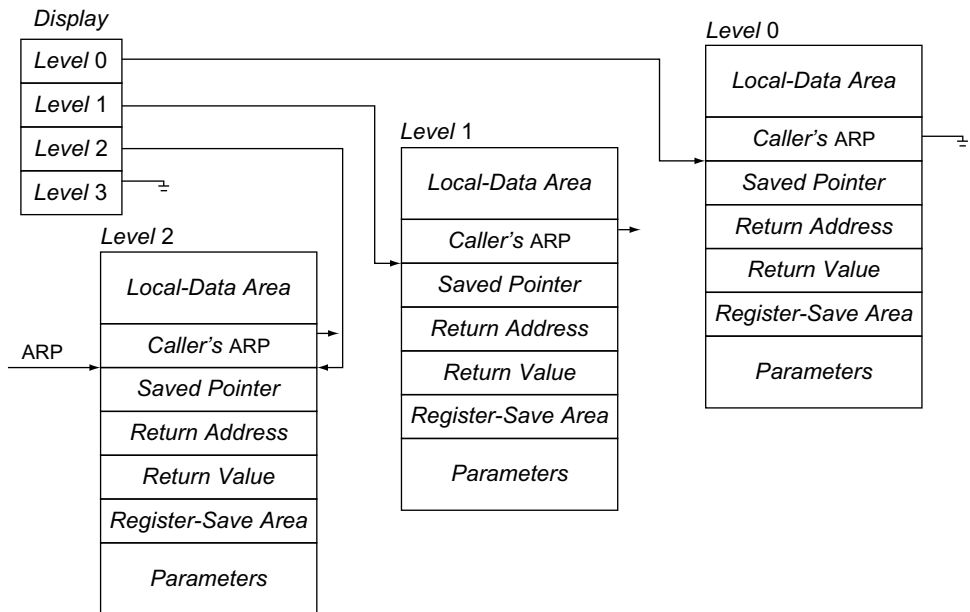 Display
Level 0
Level 1
Level 2
Level 3
Level 2
Local-Data Area
Caller's ARP
ARP
Saved Pointer
Return Address
Return Value
Register-Save Area
Parameters
Level 1
Local-Data Area
Caller's ARP
Saved Pointer
Return Address
Return Value
Register-Save Area
Parameters
Level 0
Local-Data Area
Caller's ARP
Saved Pointer
Return Address
Return Value
Register-Save Area
Parameters